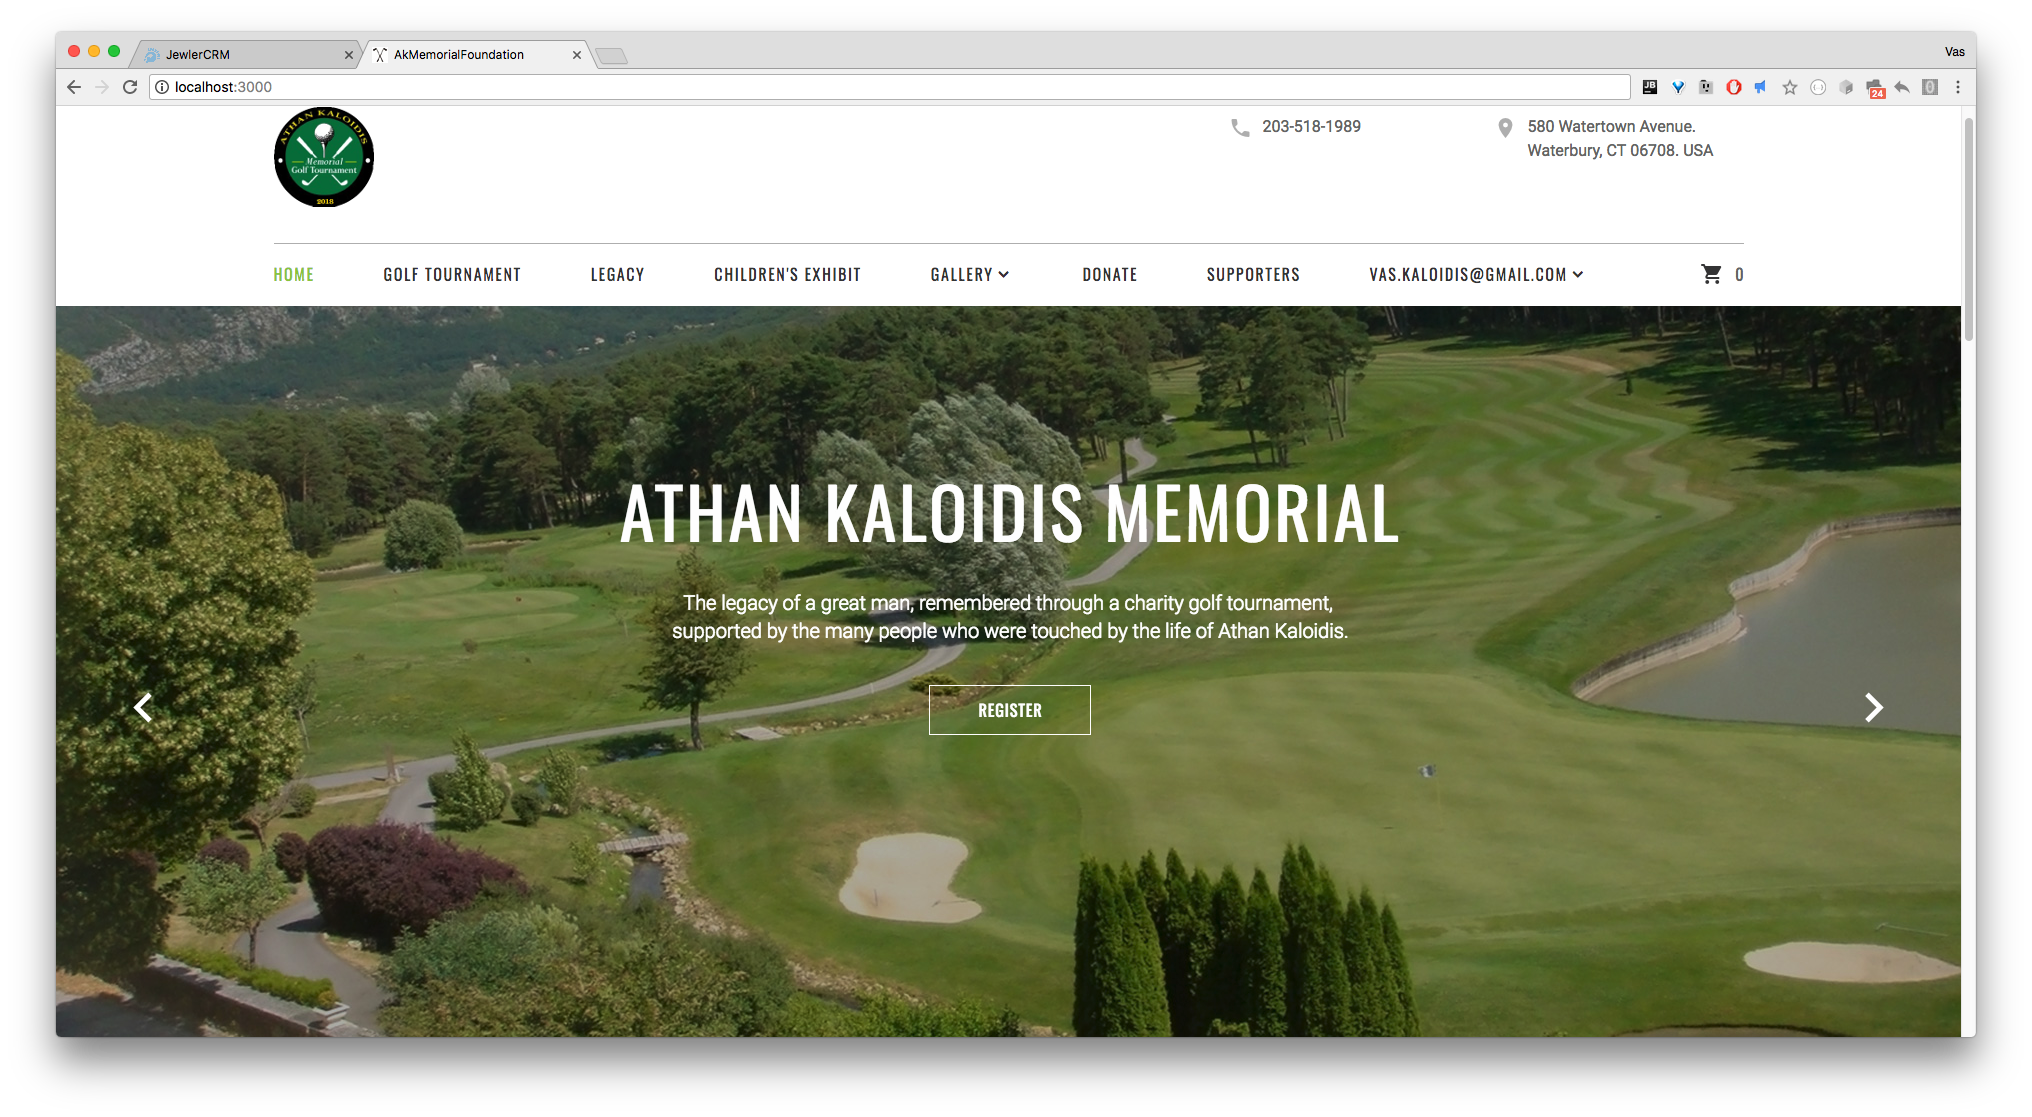 JewlerCRM
AkMemorialFoundation
Vas
localhost:3000
JB
24
0
ATHAN KALOIDIS
Memorial
Golf Tournament
2018
203-518-1989
580 Watertown Avenue.
Waterbury, CT 06708. USA
HOME GOLF TOURNAMENT LEGACY CHILDREN'S EXHIBIT GALLERY DONATE SUPPORTERS VAS.KALOIDIS@GMAIL.COM 0
ATHAN KALOIDIS MEMORIAL
The legacy of a great man, remembered through a charity golf tournament,
supported by the many people who were touched by the life of Athan Kaloidis.
REGISTER